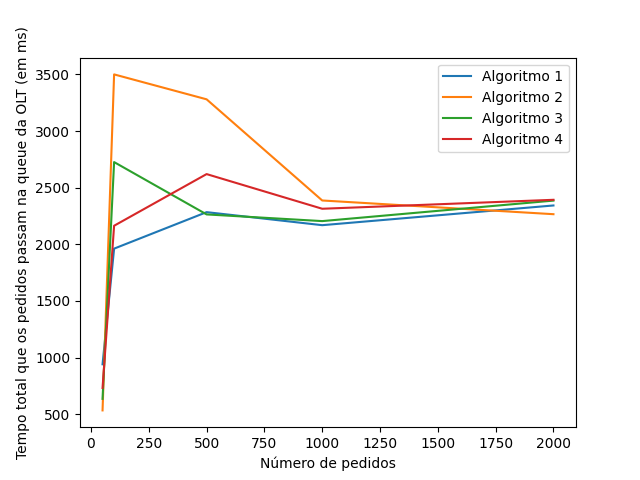 Tempo total que os pedidos passam na queue da OLT (em ms)
3500
3000
2500
2000
1500
1000
500
Algoritmo 1
Algoritmo 2
Algoritmo 3
Algoritmo 4
0 250 500 750 1000 1250 1500 1750 2000
Número de pedidos